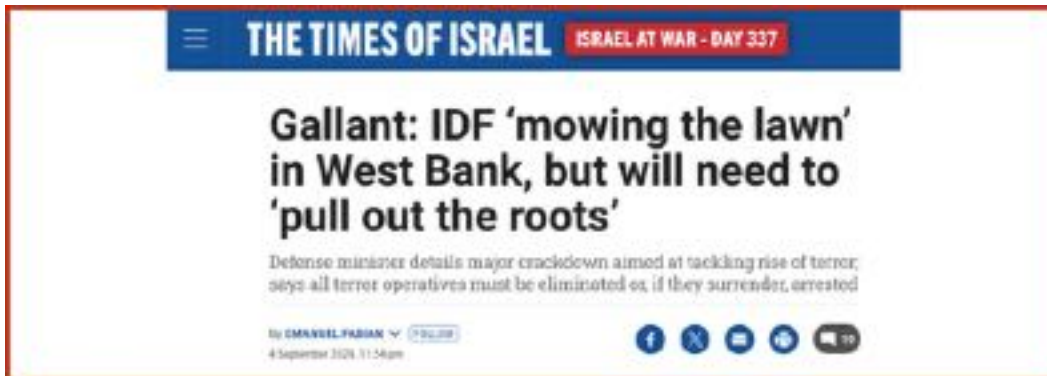 THE TIMES OF ISRAEL ISRAEL AT WAR - DAY 337
Gallant: IDF ‘mowing the lawn’
in West Bank, but will need to
‘pull out the roots’
Defense minister details major crackdown aimed at tackling rise of terror;
says all terror operatives must be eliminated or, if they surrender, arrested
By EMANUEL FABIAN FOLLOW
4 September